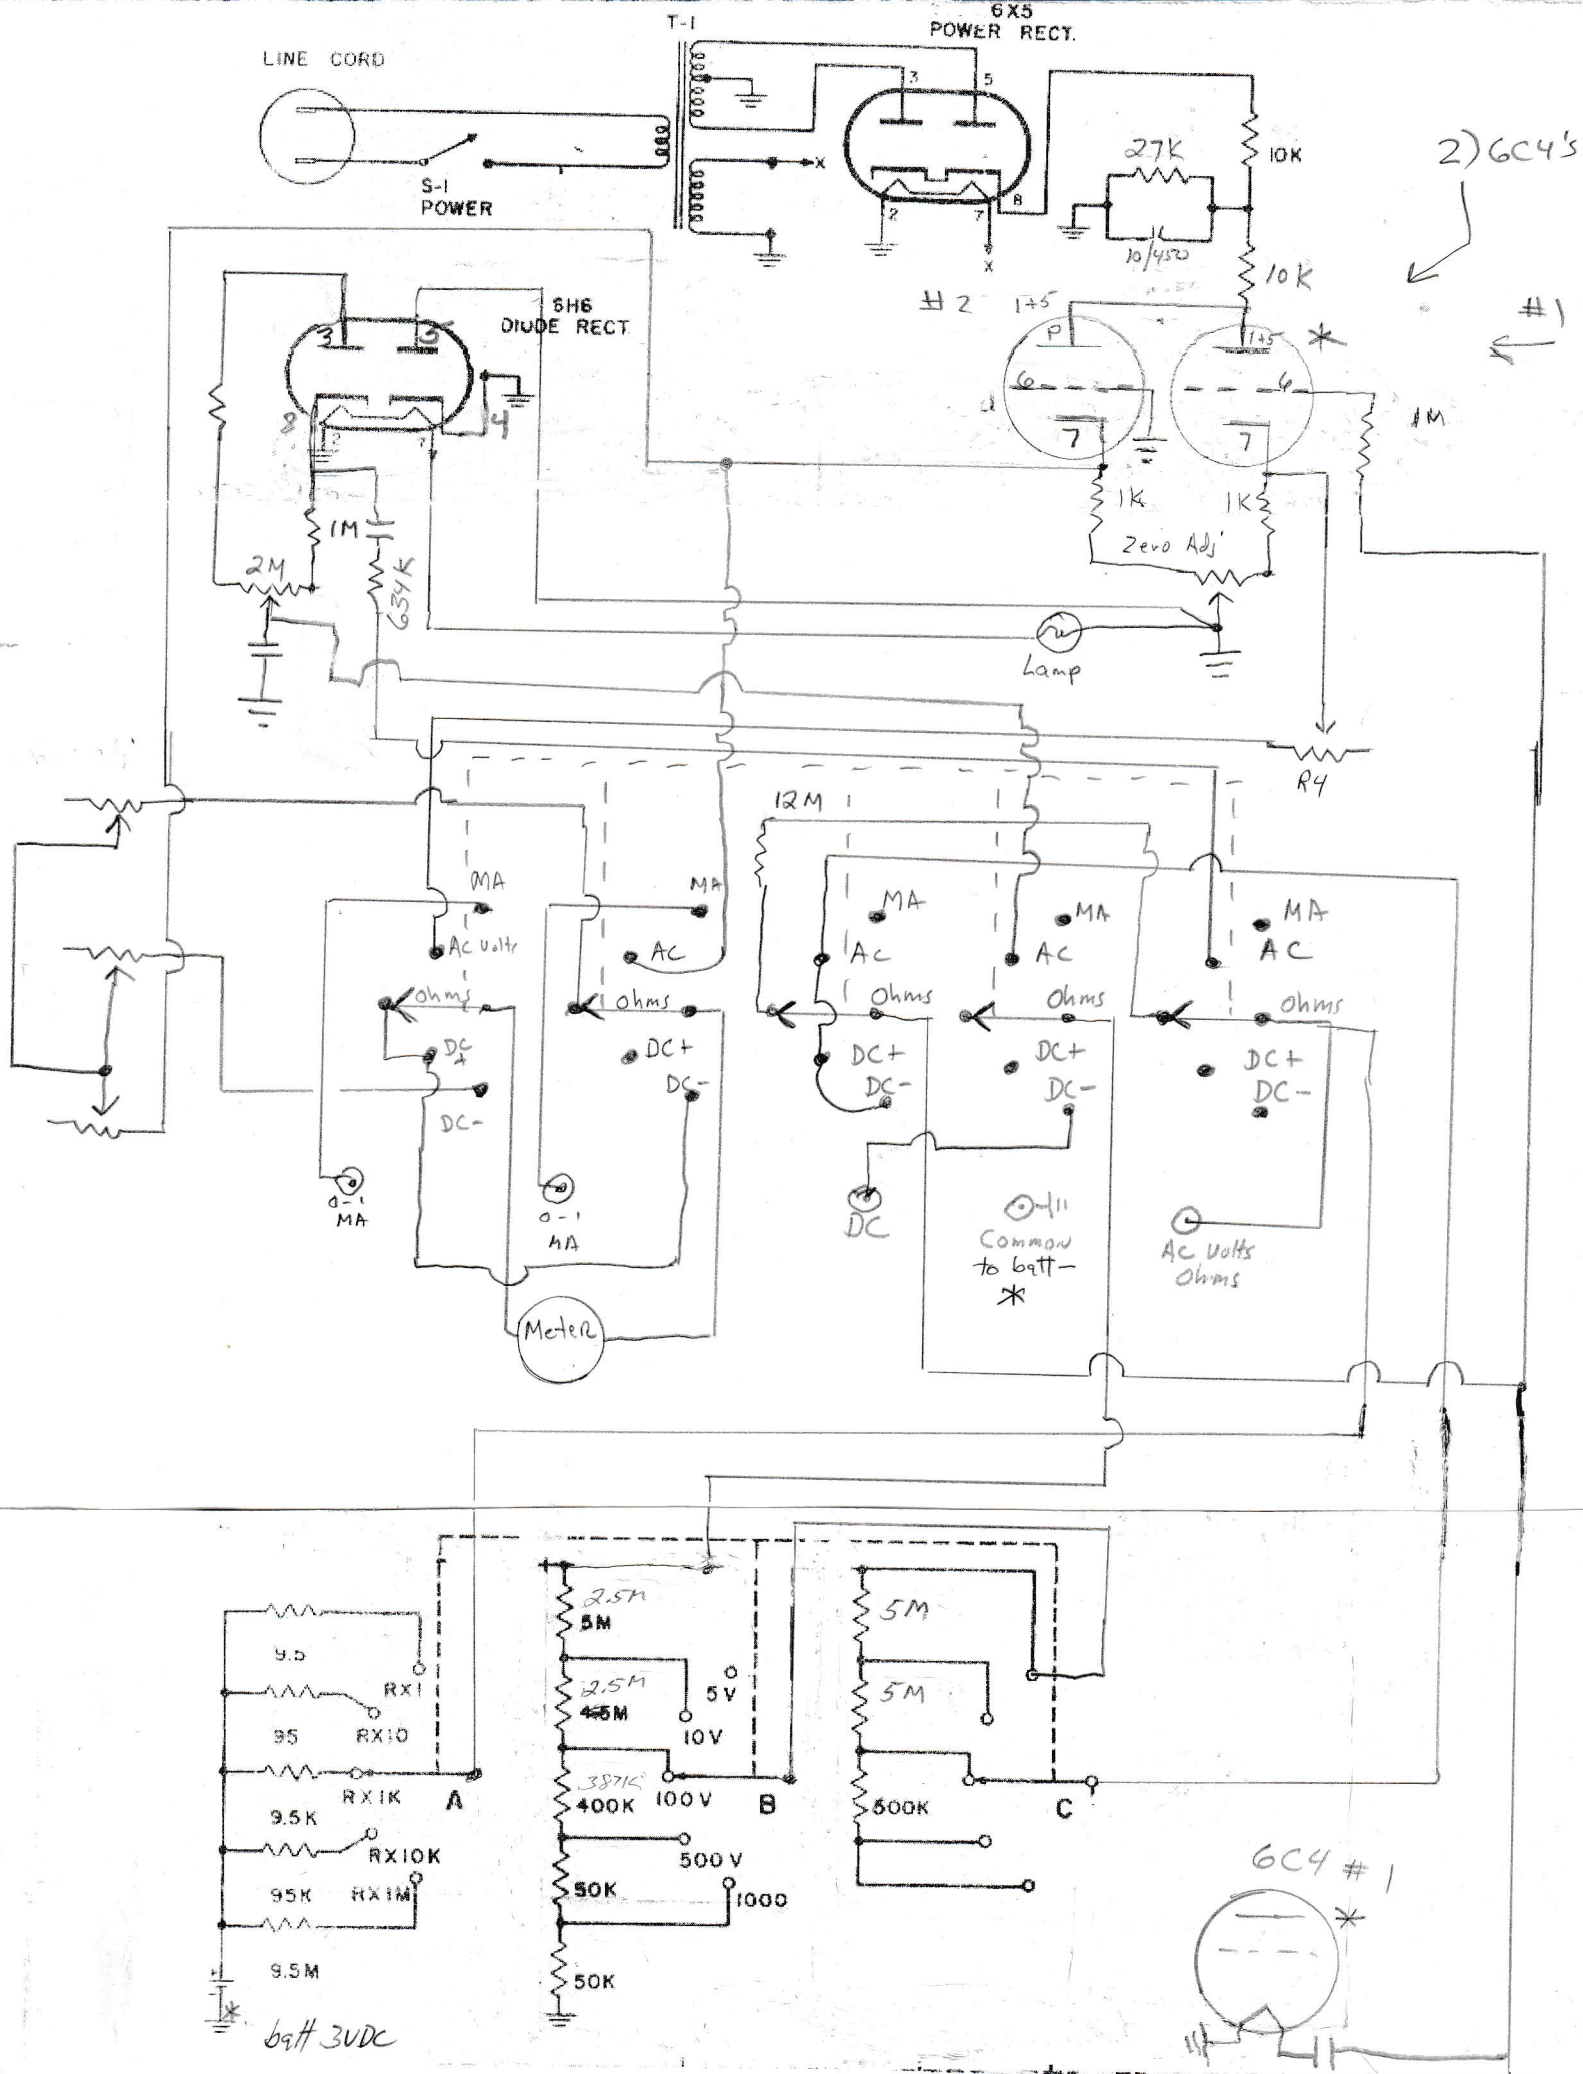 T-1
6X5
POWER RECT.
LINE CORD
3
5
27K
10K
2) 6C4's
X
S-1
POWER
2
7
8
10/450
X
10K
6H6
DIUDE RECT.
#2
1+5
#1
3
5
P
1+5
*
6
6
8
4
2
7
7
7
1M
1K
1K
1M
Zero Adj
2M
634K
Lamp
R4
12M
MA
MA
MA
MA
MA
AC Volts
AC
AC
AC
AC
Ohms
Ohms
Ohms
Ohms
Ohms
DC
+
DC+
DC+
DC+
DC+
DC-
DC-
DC-
DC-
DC-
0-1
MA
0-1
MA
DC
Common
to batt-
*
AC Volts
Ohms
Meter
2.5M
5M
5M
9.5
RX1
2.5M
4.5M
5V
5M
95
RX10
10V
387K
RX1K
A
400K
100V
B
500K
C
9.5K
RX10K
500V
6C4 #1
95K
RX1M
50K
1000
*
9.5M
50K
+
-
*
batt 3VDC